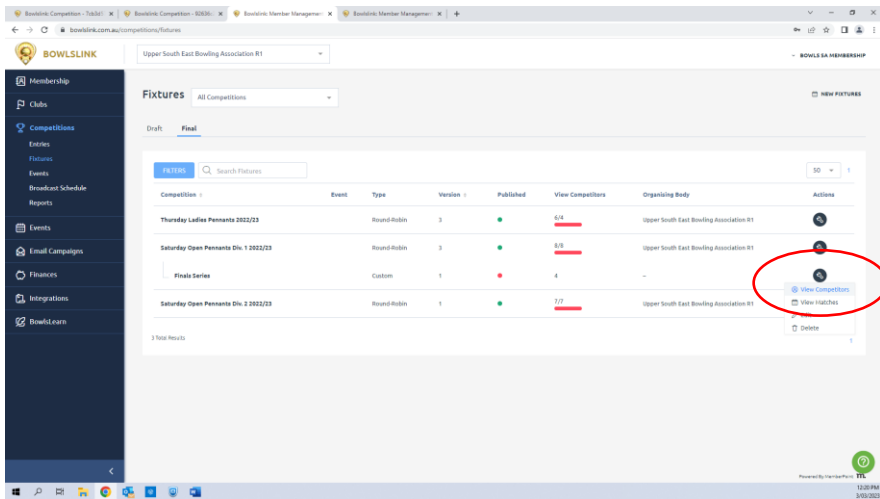 Bowlslink Competition - 7cb3d1
Bowlslink Competition - 92636c
Bowlslink Member Management
Bowlslink Member Management
bowlslink.com.au/competitions/fixtures
BOWLSLINK
Upper South East Bowling Association R1
BOWLS SA MEMBERSHIP
Membership
Clubs
Competitions
Entries
Fixtures
Events
Broadcast Schedule
Reports
Events
Email Campaigns
Finances
Integrations
BowlsLearn
Fixtures
All Competitions
NEW FIXTURES
Draft Final
FILTERS Search Fixtures 50
Competition Event Type Version Published View Competitors Organising Body Actions
Thursday Ladies Pennants 2022/23 Round-Robin 3 6/4 Upper South East Bowling Association R1
Saturday Open Pennants Div. 1 2022/23 Round-Robin 3 8/8 Upper South East Bowling Association R1
Finals Series Custom 1 4 –
View Competitors
View Matches
Saturday Open Pennants Div. 2 2022/23 Round-Robin 1 7/7 Upper South East Bowling Association R1
Delete
3 Total Results 1
Powered By MemberPoint
12:20 PM
3/03/2023